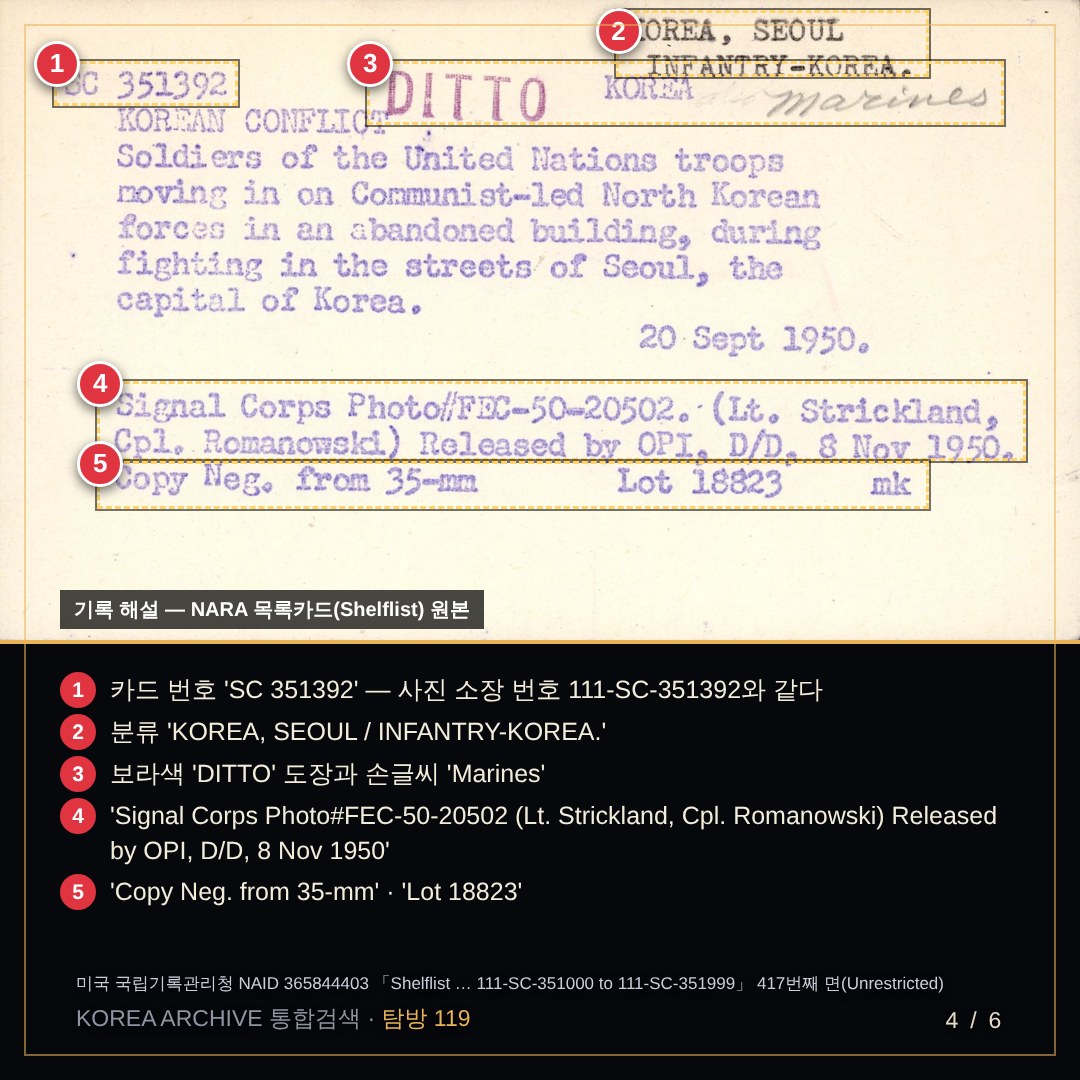 2 KOREA, SEOUL
INFANTRY-KOREA.
1 SC 351392 3 DITTO KOREA Marines
KOREAN CONFLICT
Soldiers of the United Nations troops
moving in on Communist-led North Korean
forces in an abandoned building, during
fighting in the streets of Seoul, the
capital of Korea.
20 Sept 1950.
4 Signal Corps Photo#FEC-50-20502. (Lt. Strickland,
Cpl. Romanowski) Released by OPI, D/D, 8 Nov 1950.
5 Copy Neg. from 35-mm Lot 18823 mk
기록 해설 — NARA 목록카드(Shelflist) 원본
1 카드 번호 'SC 351392' — 사진 소장 번호 111-SC-351392와 같다
2 분류 'KOREA, SEOUL / INFANTRY-KOREA.'
3 보라색 'DITTO' 도장과 손글씨 'Marines'
4 'Signal Corps Photo#FEC-50-20502 (Lt. Strickland, Cpl. Romanowski) Released
by OPI, D/D, 8 Nov 1950'
5 'Copy Neg. from 35-mm' · 'Lot 18823'
미국 국립기록관리청 NAID 365844403 「Shelflist … 111-SC-351000 to 111-SC-351999」 417번째 면(Unrestricted)
KOREA ARCHIVE 통합검색 · 탐방 119
4 / 6